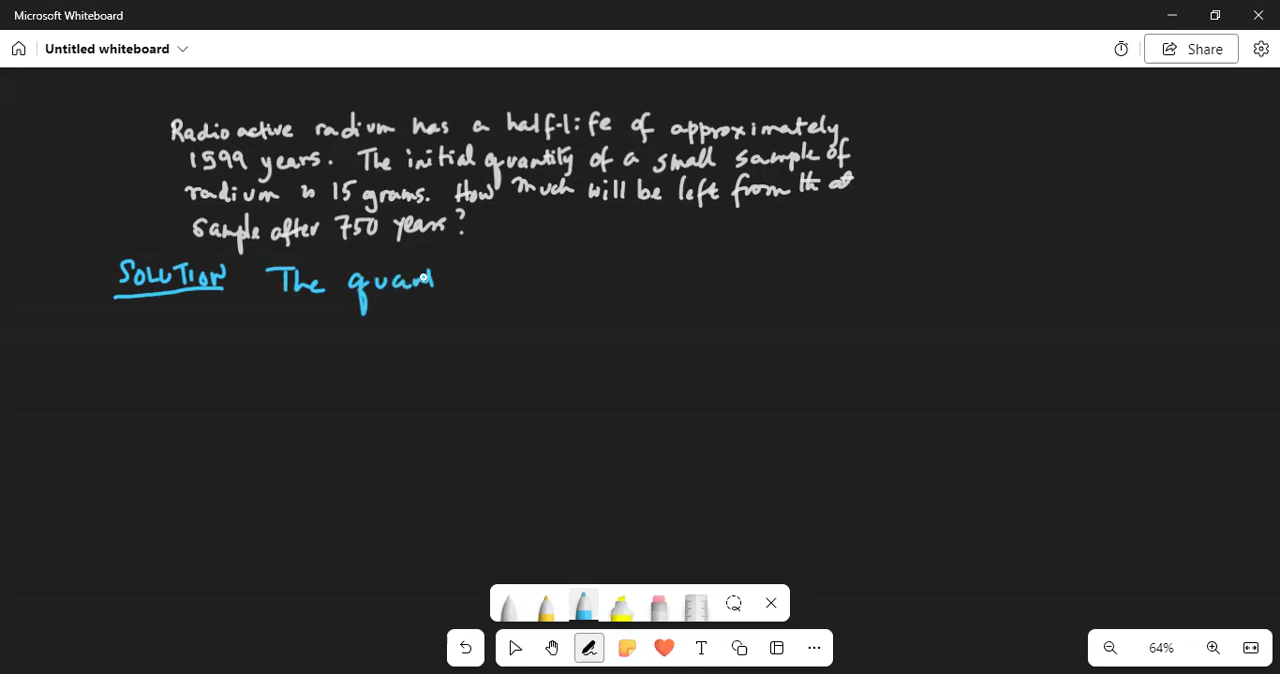 Microsoft Whiteboard
Untitled whiteboard
Share
Radioactive radium has a half-life of approximately
1599 years. The initial quantity of a small sample of
radium is 15 grams. How much will be left from
sample after 750 years?
SOLUTION The quan
64%